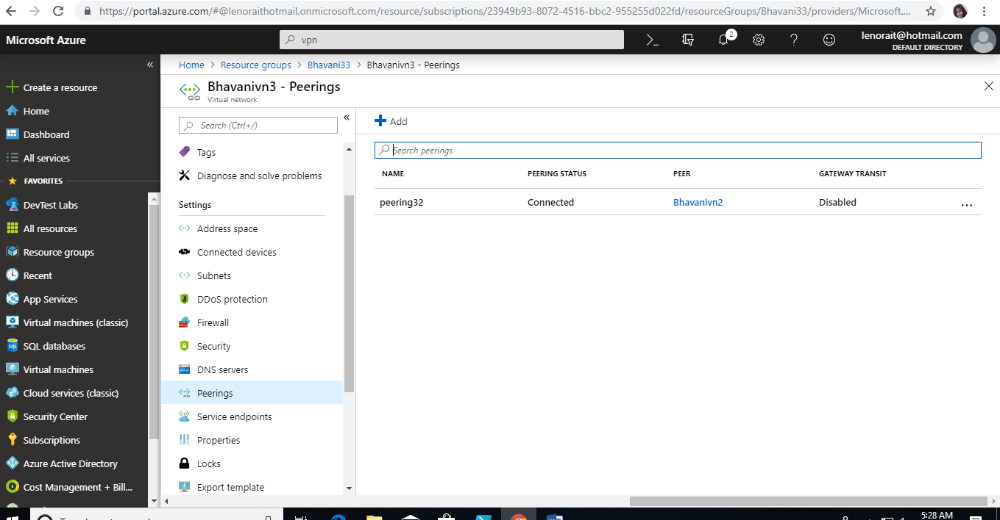 https://portal.azure.com/#@lenoraithotmail.onmicrosoft.com/resource/subscriptions/23949b93-8072-4516-bbc2-955255d022fd/resourceGroups/Bhavani33/providers/Microsoft....
Microsoft Azure
vpn
2
lenorait@hotmail.com
DEFAULT DIRECTORY
Home > Resource groups > Bhavani33 > Bhavanivn3 - Peerings
Create a resource
Home
Dashboard
All services
FAVORITES
DevTest Labs
All resources
Resource groups
Recent
App Services
Virtual machines (classic)
SQL databases
Virtual machines
Cloud services (classic)
Security Center
Subscriptions
Azure Active Directory
Cost Management + Bill...
Bhavanivn3 - Peerings
Virtual network
Search (Ctrl+/)
Tags
Diagnose and solve problems
Settings
Address space
Connected devices
Subnets
DDoS protection
Firewall
Security
DNS servers
Peerings
Service endpoints
Properties
Locks
Export template
Add
Search peerings
NAME PEERING STATUS PEER GATEWAY TRANSIT
peering32 Connected Bhavanivn2 Disabled ...
5:28 AM